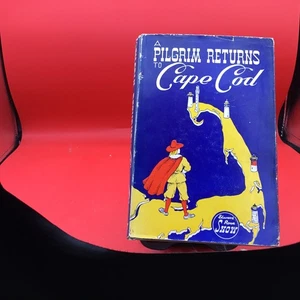 A
PILGRIM RETURNS
TO Cape Cod
Edward
Rowe
SNOW